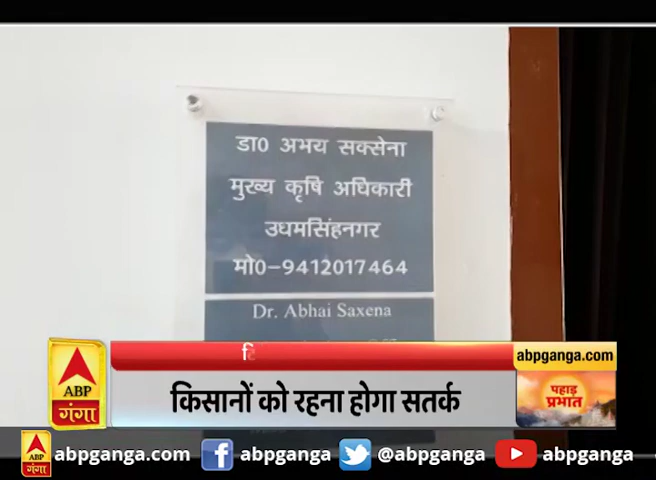 डा0 अभय सक्सेना
मुख्य कृषि अधिकारी
उधमसिंहनगर
मो0-9412017464
Dr. Abhai Saxena
abpganga.com
ABP
गंगा
किसानों को रहना होगा सतर्क
पहाड़
प्रभात
ABP
गंगा
abpganga.com
abpganga
@abpganga
abpganga